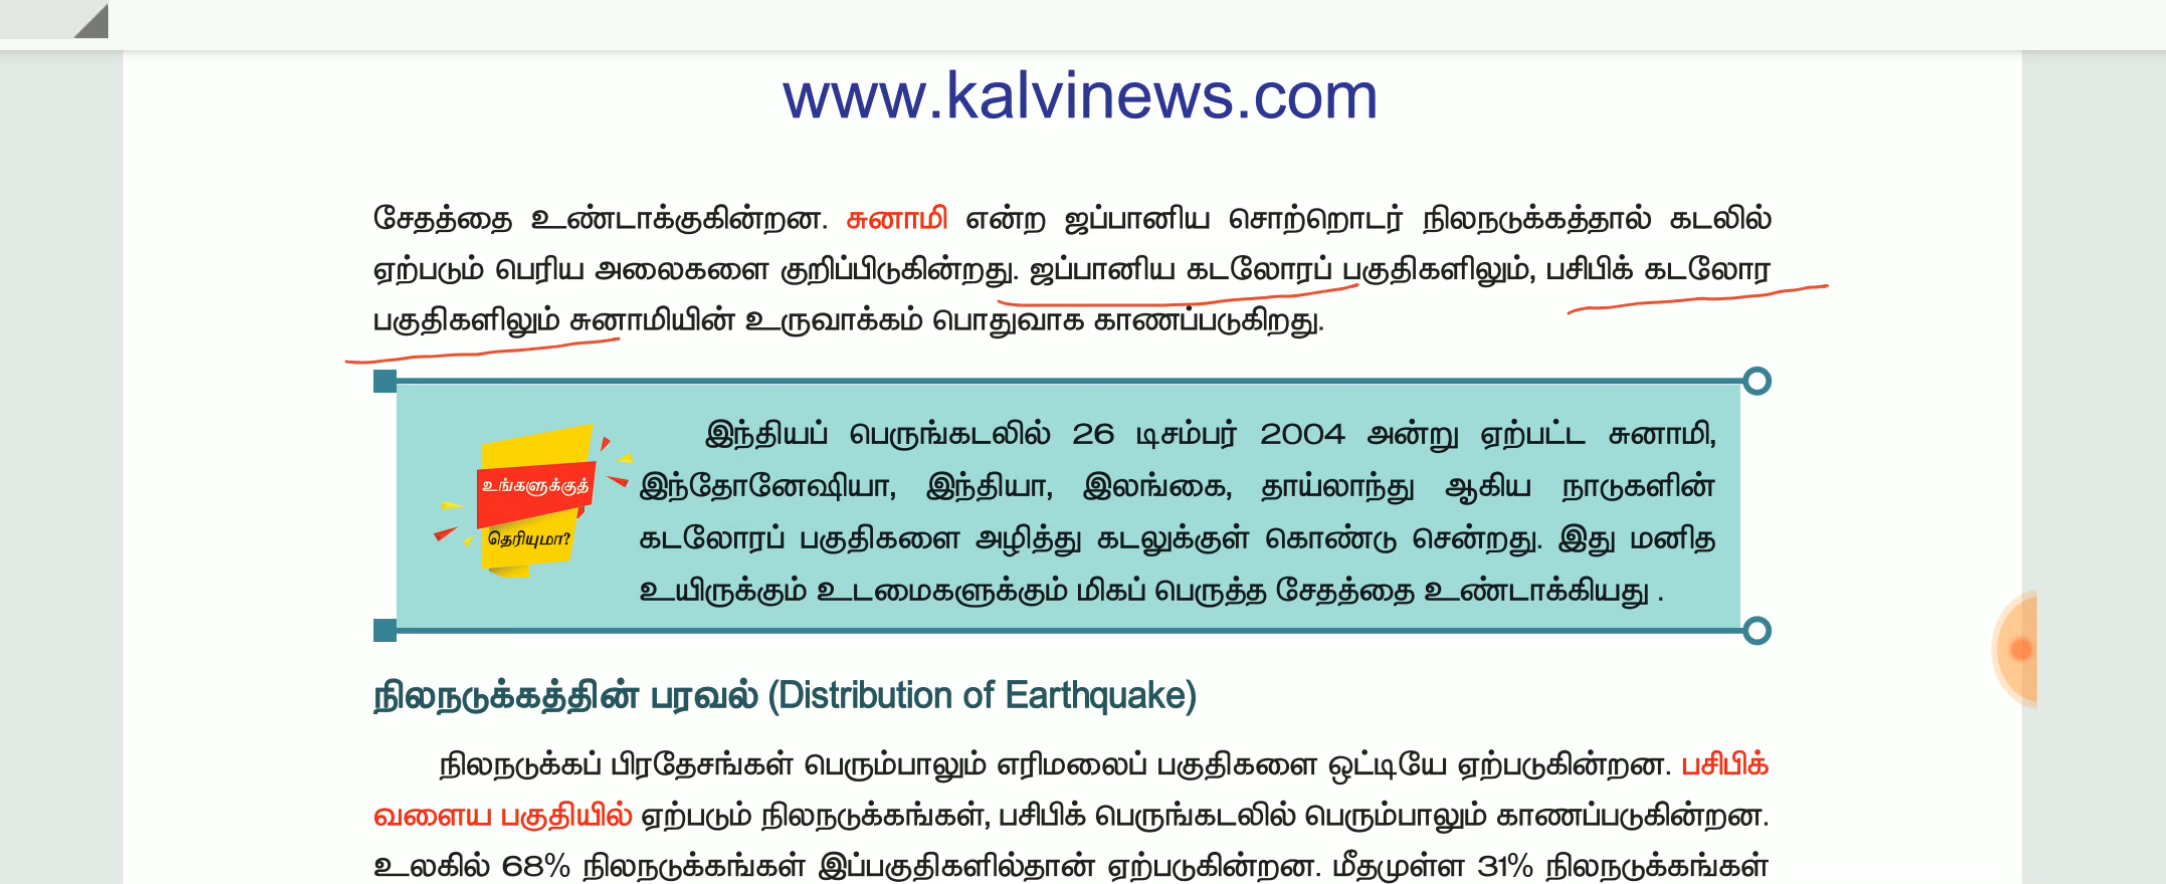 www.kalvinews.com
சேதத்தை உண்டாக்குகின்றன. சுனாமி என்ற ஜப்பானிய சொற்றொடர் நிலநடுக்கத்தால் கடலில்
ஏற்படும் பெரிய அலைகளை குறிப்பிடுகின்றது. ஜப்பானிய கடலோரப் பகுதிகளிலும், பசிபிக் கடலோர
பகுதிகளிலும் சுனாமியின் உருவாக்கம் பொதுவாக காணப்படுகிறது.
உங்களுக்குத்
தெரியுமா?
இந்தியப் பெருங்கடலில் 26 டிசம்பர் 2004 அன்று ஏற்பட்ட சுனாமி,
இந்தோனேஷியா, இந்தியா, இலங்கை, தாய்லாந்து ஆகிய நாடுகளின்
கடலோரப் பகுதிகளை அழித்து கடலுக்குள் கொண்டு சென்றது. இது மனித
உயிருக்கும் உடமைகளுக்கும் மிகப் பெருத்த சேதத்தை உண்டாக்கியது .
நிலநடுக்கத்தின் பரவல் (Distribution of Earthquake)
நிலநடுக்கப் பிரதேசங்கள் பெரும்பாலும் எரிமலைப் பகுதிகளை ஒட்டியே ஏற்படுகின்றன. பசிபிக்
வளைய பகுதியில் ஏற்படும் நிலநடுக்கங்கள், பசிபிக் பெருங்கடலில் பெரும்பாலும் காணப்படுகின்றன.
உலகில் 68% நிலநடுக்கங்கள் இப்பகுதிகளில்தான் ஏற்படுகின்றன. மீதமுள்ள 31% நிலநடுக்கங்கள்